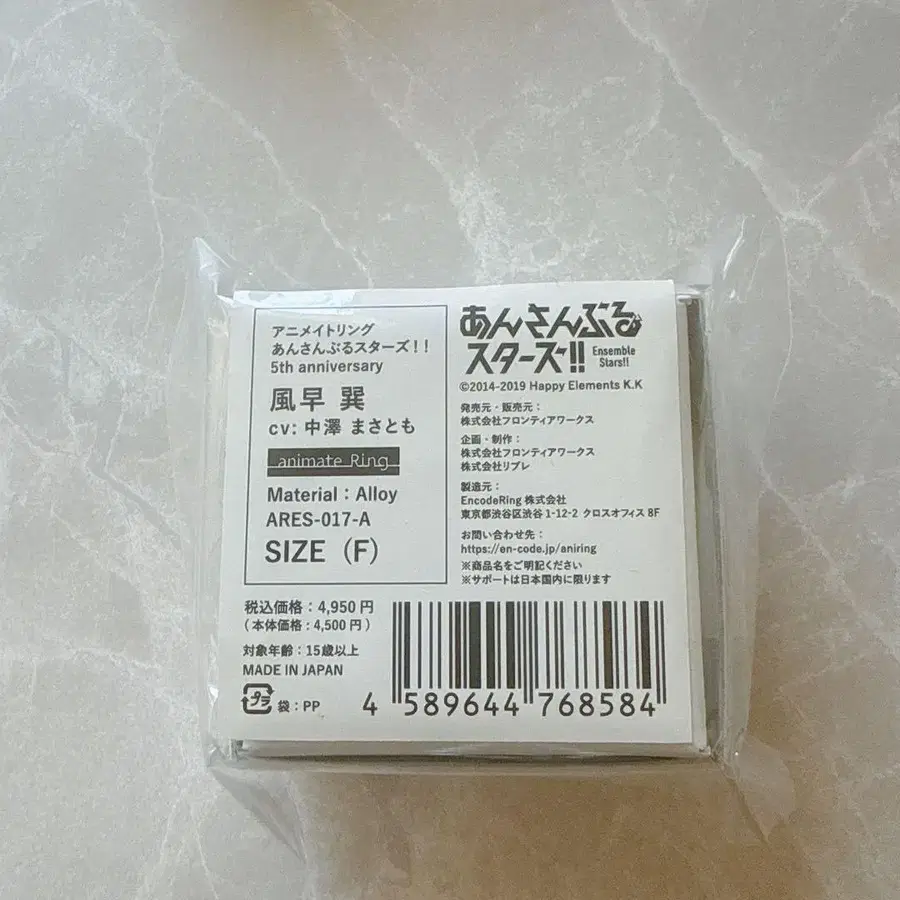 アニメイトリング
あんさんぶるスターズ！！
5th anniversary
風早 巽
cv: 中澤 まさとも
animate Ring
Material：Alloy
ARES-017-A
SIZE（F）
あんさんぶる
スターズ!!
Ensemble
Stars!!
©2014-2019 Happy Elements K.K
発売元・販売元：
株式会社フロンティアワークス
企画・制作：
株式会社フロンティアワークス
株式会社リブレ
製造元：
EncodeRing 株式会社
東京都渋谷区渋谷 1-12-2 クロスオフィス 8F
お問い合わせ先：
https://en-code.jp/aniring
※商品名をご明記ください
※サポートは日本国内に限ります
税込価格：4,950 円
（本体価格：4,500 円）
対象年齢：15歳以上
MADE IN JAPAN
プラ 袋：PP
4 589644 768584